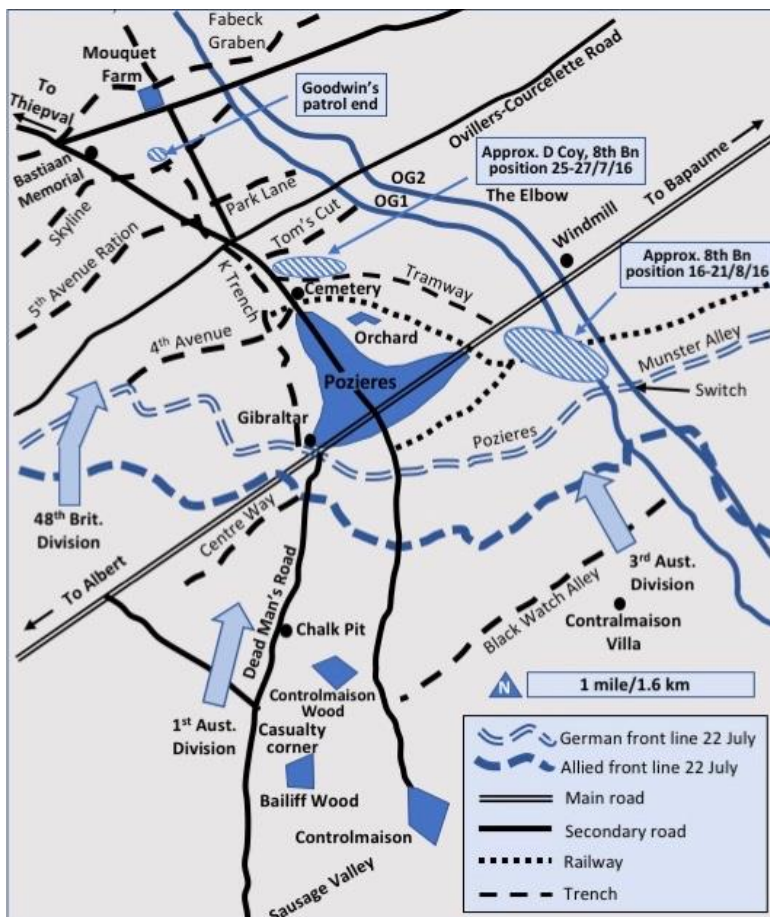 Fabeck
Graben
Mouquet
Farm
To
Thiepval
Goodwin's
patrol end
Ovillers-Courcelette Road
Bastiaan
Memorial
Approx. D Coy, 8th Bn
position 25-27/7/16
OG2
The Elbow
OG1
To Bapaume
Skyline
Park Lane
Tom's Cut
Windmill
5th Avenue Ration
K Trench
Approx. 8th Bn
position 16-21/8/16
Cemetery
Tramway
4th Avenue
Orchard
Munster Alley
Pozieres
Switch
Gibraltar
Pozieres
48th Brit.
Division
Centre Way
3rd Aust.
Division
To Albert
Black Watch Alley
Contralmaison
Villa
Dead Man's Road
Chalk Pit
N
1 mile/1.6 km
Controlmaison
Wood
1st Aust.
Division
Casualty
corner
German front line 22 July
Allied front line 22 July
Bailiff Wood
Main road
Controlmaison
Secondary road
Railway
Sausage Valley
Trench